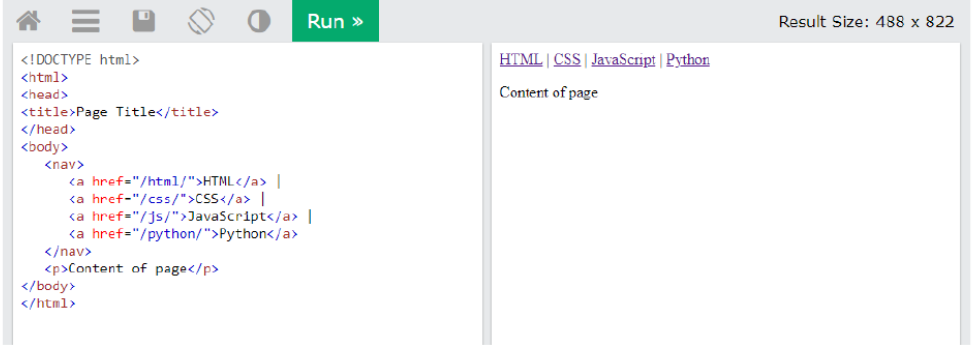 Run »
Result Size: 488 x 822
<!DOCTYPE html>
<html>
<head>
<title>Page Title</title>
</head>
<body>
<nav>
<a href="/html/">HTML</a> |
<a href="/css/">CSS</a> |
<a href="/js/">JavaScript</a> |
<a href="/python/">Python</a>
</nav>
<p>Content of page</p>
</body>
</html>
HTML | CSS | JavaScript | Python
Content of page